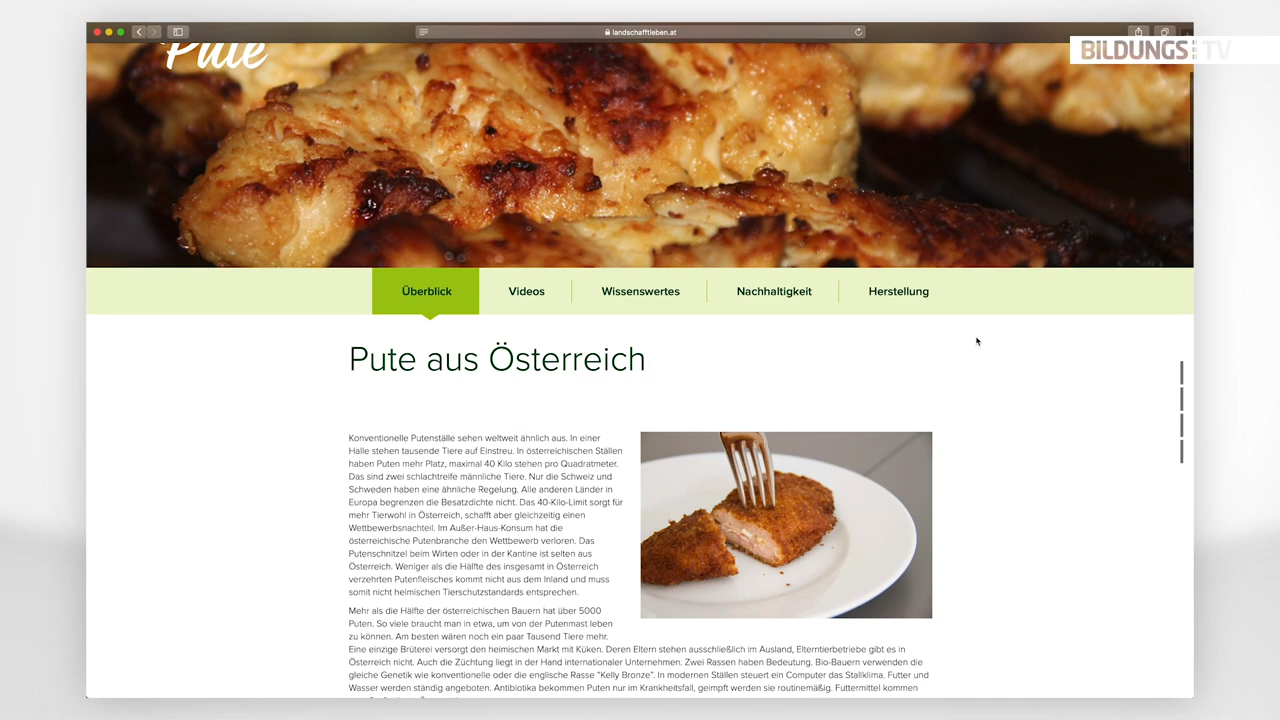 landschafftleben.at
BILDUNGS TV
Pute
Überblick
Videos
Wissenswertes
Nachhaltigkeit
Herstellung
Pute aus Österreich
Konventionelle Putenställe sehen weltweit ähnlich aus. In einer
Halle stehen tausende Tiere auf Einstreu. In österreichischen Ställen
haben Puten mehr Platz, maximal 40 Kilo stehen pro Quadratmeter.
Das sind zwei schlachtreife männliche Tiere. Nur die Schweiz und
Schweden haben eine ähnliche Regelung. Alle anderen Länder in
Europa begrenzen die Besatzdichte nicht. Das 40-Kilo-Limit sorgt für
mehr Tierwohl in Österreich, schafft aber gleichzeitig einen
Wettbewerbsnachteil. Im Außer-Haus-Konsum hat die
österreichische Putenbranche den Wettbewerb verloren. Das
Putenschnitzel beim Wirten oder in der Kantine ist selten aus
Österreich. Weniger als die Hälfte des insgesamt in Österreich
verzehrten Putenfleisches kommt nicht aus dem Inland und muss
somit nicht heimischen Tierschutzstandards entsprechen.
Mehr als die Hälfte der österreichischen Bauern hat über 5000
Puten. So viele braucht man in etwa, um von der Putenmast leben
zu können. Am besten wären noch ein paar Tausend Tiere mehr.
Eine einzige Brüterei versorgt den heimischen Markt mit Küken. Deren Eltern stehen ausschließlich im Ausland, Elterntierbetriebe gibt es in
Österreich nicht. Auch die Züchtung liegt in der Hand internationaler Unternehmen. Zwei Rassen haben Bedeutung. Bio-Bauern verwenden die
gleiche Genetik wie konventionelle oder die englische Rasse "Kelly Bronze". In modernen Ställen steuert ein Computer das Stallklima. Futter und
Wasser werden ständig angeboten. Antibiotika bekommen Puten nur im Krankheitsfall, geimpft werden sie routinemäßig. Futtermittel kommen